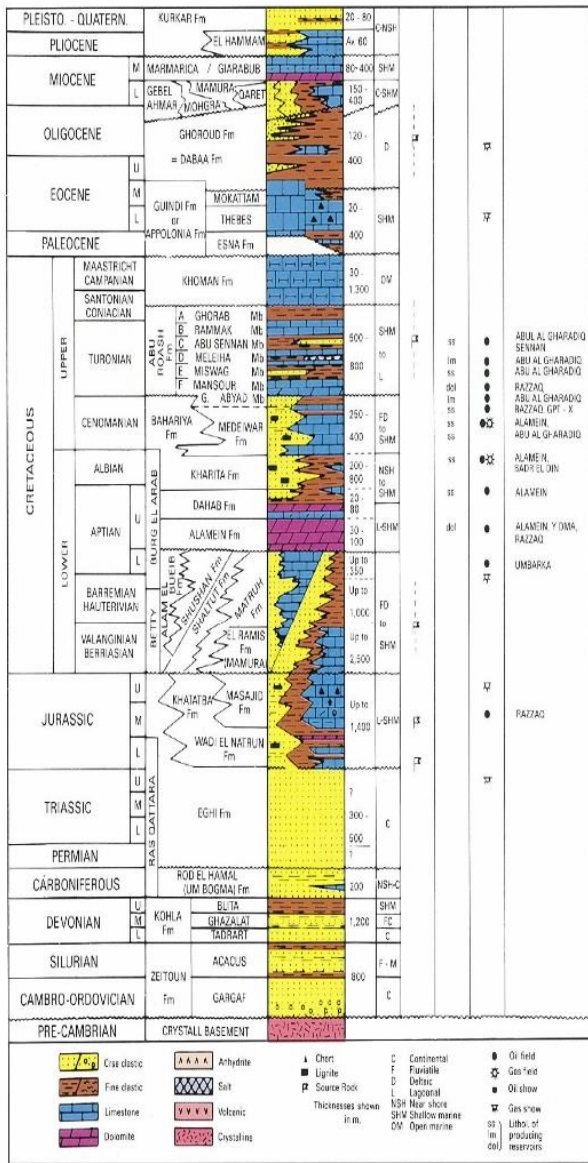 PLEISTO. - QUATERN. KURKAR Fm 20 - 80 C-NSH
PLIOCENE EL HAMMAM Av. 60
MIOCENE M MARMARICA / GIARABUB 80-400 SHM
L GEBEL AHMAR MOHGRA MAMURA QARET 150 - 400 C-SHM
OLIGOCENE GHOROUD Fm 120 - 400 D
= DABAA Fm
EOCENE U
M GUINDI Fm or APPOLONIA Fm MOKATTAM 20 - 400 SHM
L THEBES
PALEOCENE ESNA Fm
CRETACEOUS UPPER MAASTRICHT CAMPANIAN KHOMAN Fm 30 - 1,300 OM
SANTONIAN
CONIACIAN ABU ROASH Fm A GHORAB Mb SHM to L
TURONIAN B RAMMAK Mb 800
C ABU SENNAN Mb ss ABUL AL GHARADIQ SENNAN
D MELEIHA Mb lm ABU AL GHARADIQ
E MISWAG Mb ss ABU AL GHARADIQ
F MANSOUR Mb dol RAZZAQ
G. ABYAD Mb lm ABU AL GHARADIQ
CENOMANIAN BAHARIYA Fm MEDEIWAR Fm 250 - 400 FD to SHM ss RAZZAQ, GPT - X
ss ALAMEIN,
ss ABU AL GHARADIQ
LOWER ALBIAN BURG EL ARAB KHARITA Fm 200 - 800 NSH to SHM ss ALAMEIN, BADR EL DIN
APTIAN U DAHAB Fm 20 - 80 ss ALAMEIN
ALAMEIN Fm 30 - 100 L-SHM dol ALAMEIN, Y DMA, RAZZAQ
L BETTY ALAM EL BUEIB Fm SHUSHAN Fm SHALTUT Fm MATRUH Fm Up to 350 UMBARKA
BARREMIAN HAUTERIVIAN Up to 1,000 FD to SHM
VALANGINIAN BERRIASIAN EL RAMIS Fm (MAMURA) Up to 2,500
JURASSIC U KHATATBA Fm MASAJID Fm Up to 1,400 L-SHM
M RAZZAQ
L WADI EL NATRUN Fm
TRIASSIC U M L RAS QATTARA EGHI Fm ? 300 - 600 ? C
PERMIAN
CÁRBONIFEROUS ROD EL HAMAL (UM BOGMA) Fm 200 NSH-C
DEVONIAN U KOHLA Fm BLITA 1,200 SHM
M GHAZALAT FC
L TADRART C
SILURIAN ZEITOUN Fm ACACUS 800 F - M
CAMBRO-ORDOVICIAN GARGAF C
PRE-CAMBRIAN CRYSTALL BASEMENT
Crse clastic Anhydrite Chert C Continental Oil field
Fine clastic Salt Lignite F Fluviatile Gas field
Limestone Volcanic Source Rock D Deltaic Oil show
Dolomite Crystalline Thicknesses shown in m. L Lagoonal Gas show
NSH Near shore ss Lithol. of
SHM Shallow marine lm producing
OM Open marine dol reservoirs